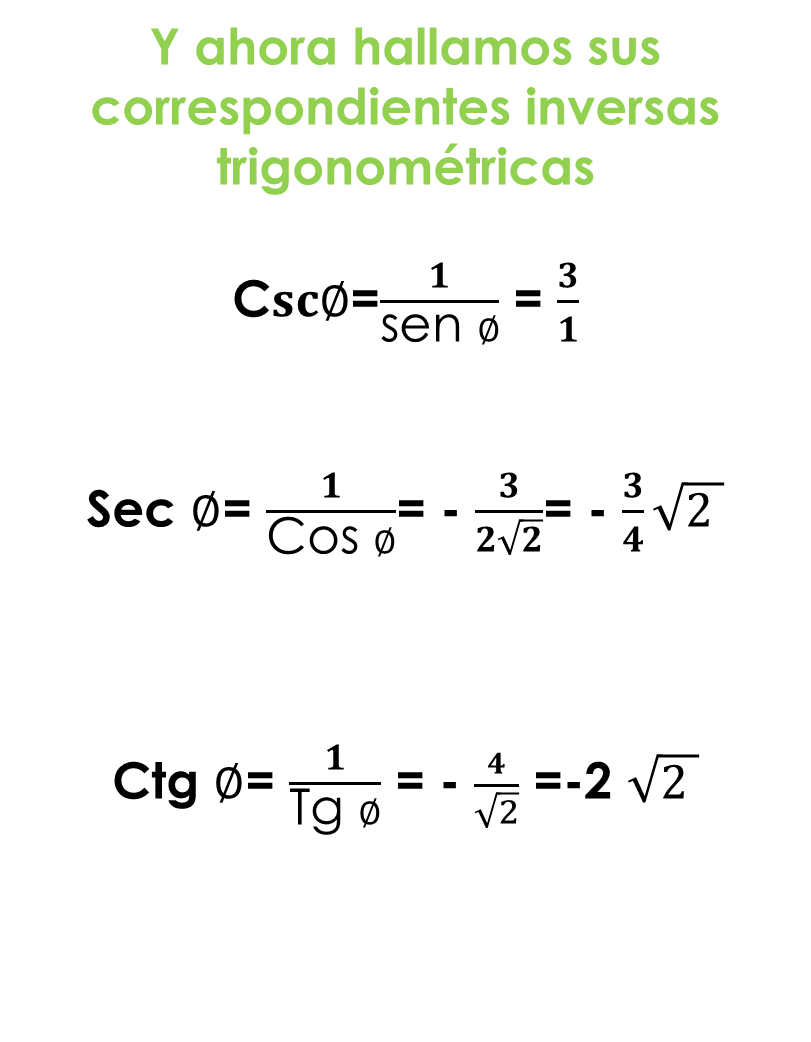 Y ahora hallamos sus
correspondientes inversas
trigonométricas
Csc∅ = 1/sen ∅ = 3/1
Sec ∅ = 1/Cos ∅ = - 3/2√2 = - 3/4 √2
Ctg ∅ = 1/Tg ∅ = - 4/√2 = -2 √2